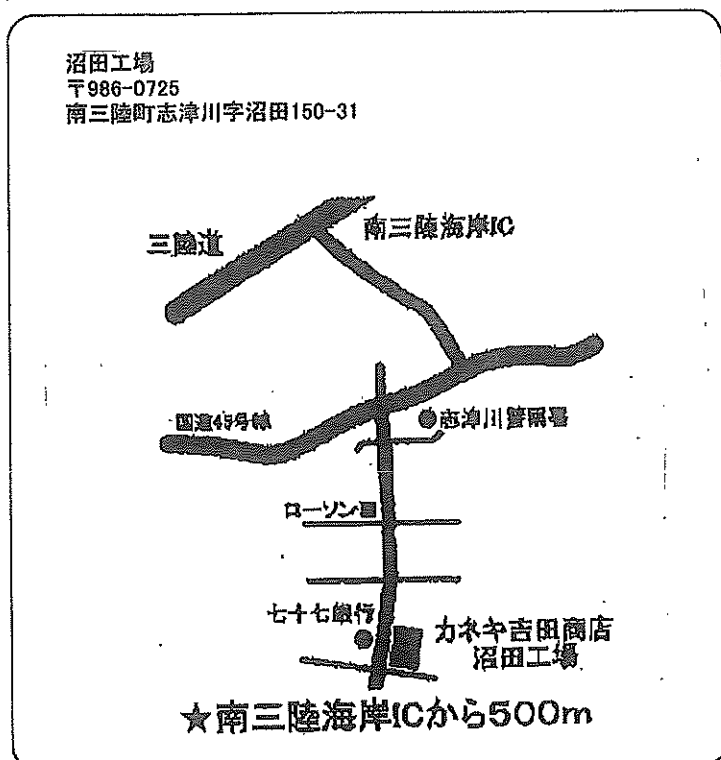 沼田工場
〒986-0725
南三陸町志津川字沼田150-31
三陸道
南三陸海岸IC
国道45号線
志津川警察署
ローソン
七十七銀行
カネキ吉田商店
沼田工場
★南三陸海岸ICから500m